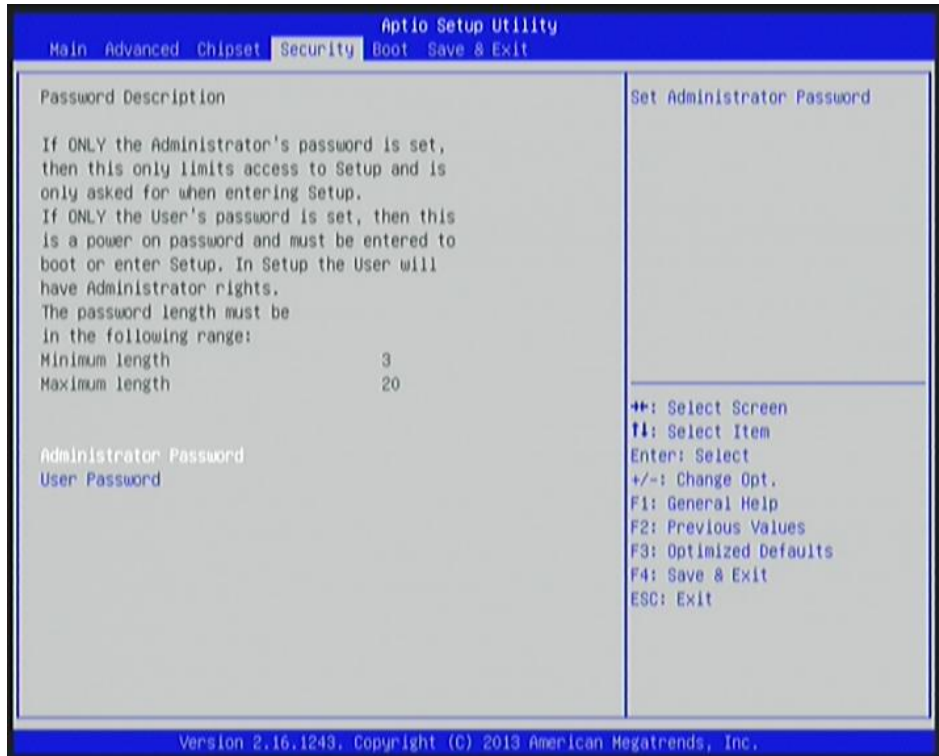 Aptio Setup Utility
Main Advanced Chipset Security Boot Save & Exit
Password Description
If ONLY the Administrator's password is set,
then this only limits access to Setup and is
only asked for when entering Setup.
If ONLY the User's password is set, then this
is a power on password and must be entered to
boot or enter Setup. In Setup the User will
have Administrator rights.
The password length must be
in the following range:
Minimum length 3
Maximum length 20
Administrator Password
User Password
Set Administrator Password
→←: Select Screen
↑↓: Select Item
Enter: Select
+/-: Change Opt.
F1: General Help
F2: Previous Values
F3: Optimized Defaults
F4: Save & Exit
ESC: Exit
Version 2.16.1243. Copyright (C) 2013 American Megatrends, Inc.